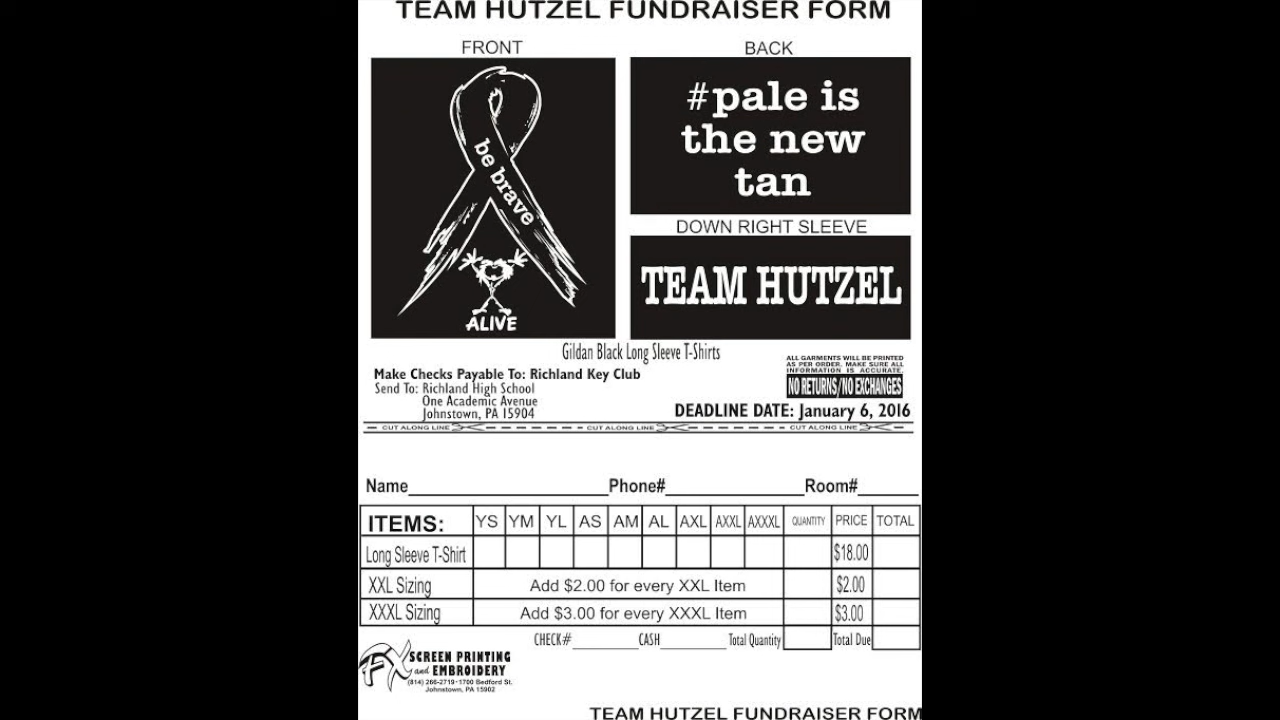 TEAM HUTZEL FUNDRAISER FORM
FRONT
BACK
be brave
ALIVE
#pale is
the new
tan
DOWN RIGHT SLEEVE
TEAM HUTZEL
Gildan Black Long Sleeve T-Shirts
Make Checks Payable To: Richland Key Club
Send To: Richland High School
One Academic Avenue
Johnstown, PA 15904
ALL GARMENTS WILL BE PRINTED
AS PER ORDER. MAKE SURE ALL
INFORMATION IS ACCURATE.
NO RETURNS/NO EXCHANGES
DEADLINE DATE: January 6, 2016
CUT ALONG LINE CUT ALONG LINE CUT ALONG LINE
Name Phone# Room#
ITEMS: YS YM YL AS AM AL AXL AXXL AXXXL QUANTITY PRICE TOTAL
Long Sleeve T-Shirt $18.00
XXL Sizing Add $2.00 for every XXL Item $2.00
XXXL Sizing Add $3.00 for every XXXL Item $3.00
CHECK# CASH Total Quantity Total Due
FX SCREEN PRINTING
and EMBROIDERY
(814) 266-2719·1700 Bedford St.
Johnstown, PA 15902
TEAM HUTZEL FUNDRAISER FORM